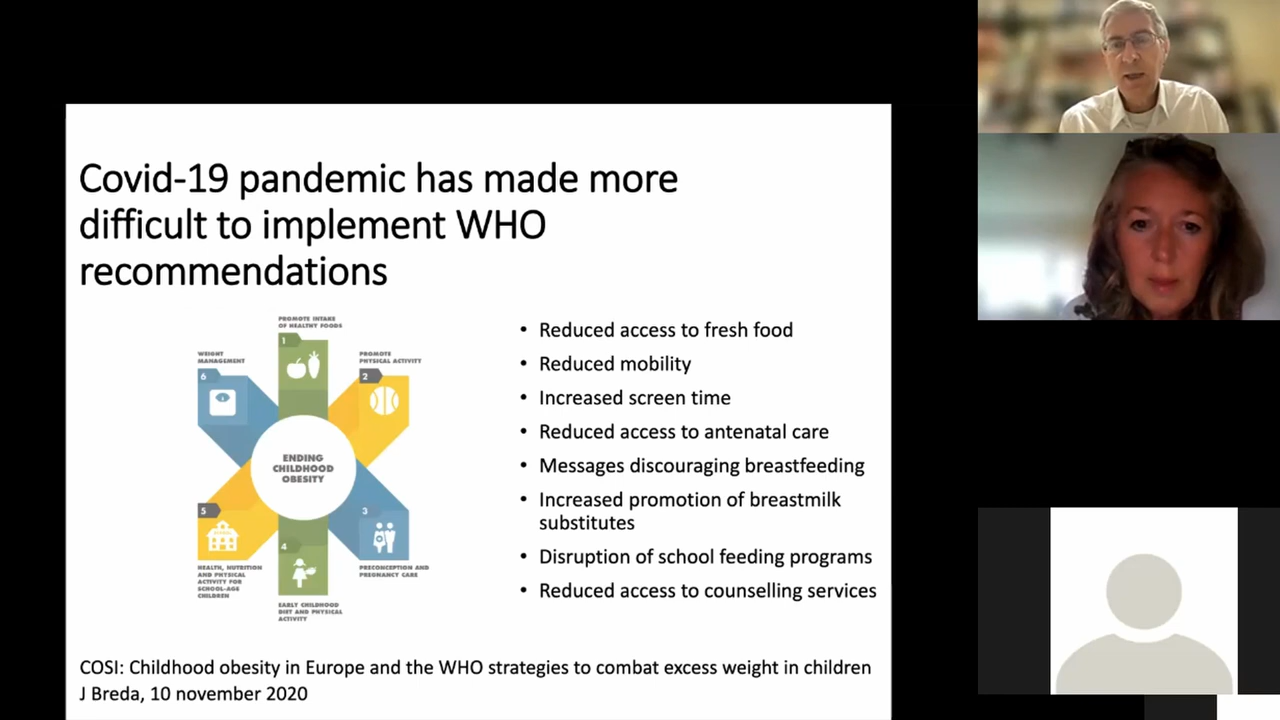 Covid-19 pandemic has made more
difficult to implement WHO
recommendations
PROMOTE INTAKE
OF HEALTHY FOODS
1
WEIGHT
MANAGEMENT
6
PROMOTE
PHYSICAL ACTIVITY
2
ENDING
CHILDHOOD
OBESITY
5
HEALTH, NUTRITION
AND PHYSICAL
ACTIVITY FOR
SCHOOL-AGE
CHILDREN
4
EARLY CHILDHOOD
DIET AND PHYSICAL
ACTIVITY
3
PRECONCEPTION AND
PREGNANCY CARE
• Reduced access to fresh food
• Reduced mobility
• Increased screen time
• Reduced access to antenatal care
• Messages discouraging breastfeeding
• Increased promotion of breastmilk
substitutes
• Disruption of school feeding programs
• Reduced access to counselling services
COSI: Childhood obesity in Europe and the WHO strategies to combat excess weight in children
J Breda, 10 november 2020